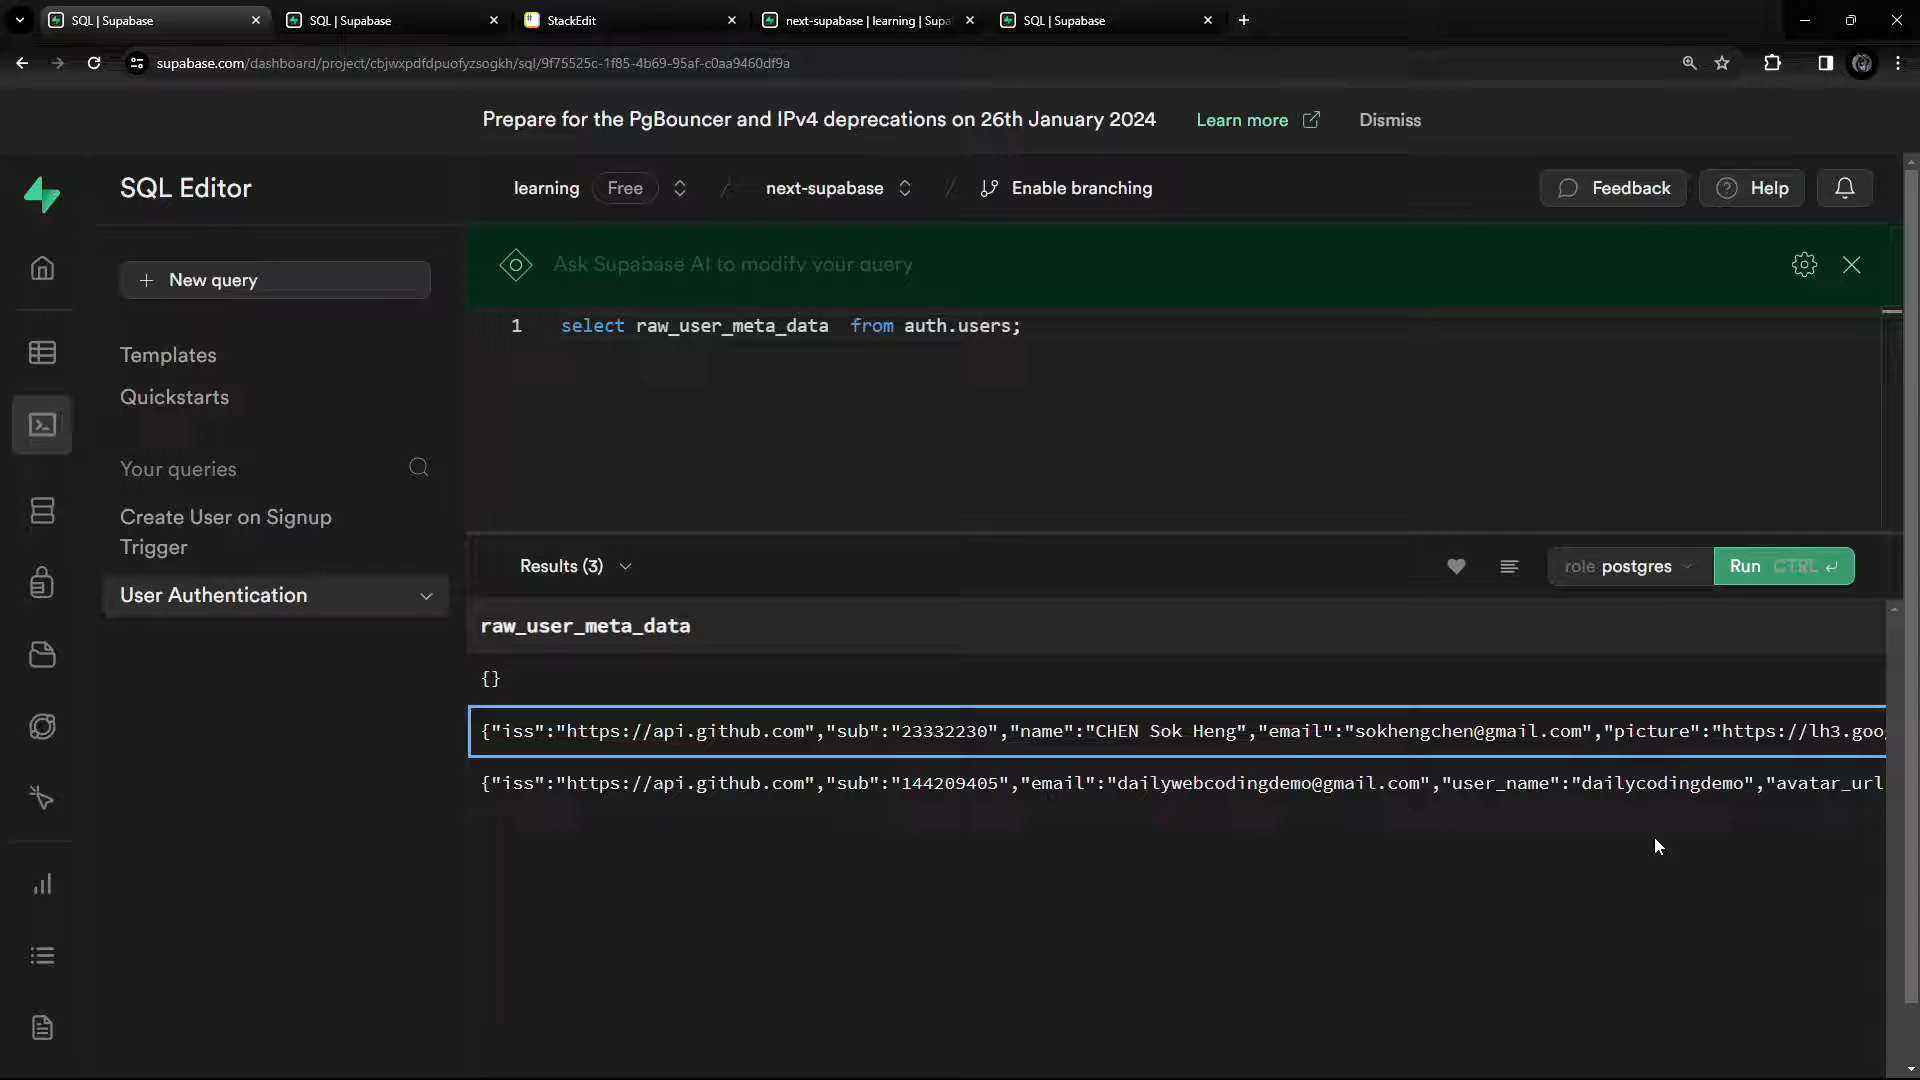 SQL | Supabase
SQL | Supabase
StackEdit
next-supabase | learning | Supa
SQL | Supabase
supabase.com/dashboard/project/cbjwxpdfdpuofyzsogkh/sql/9f75525c-1f85-4b69-95af-c0aa9460df9a
Prepare for the PgBouncer and IPv4 deprecations on 26th January 2024 Learn more Dismiss
SQL Editor
learning Free / next-supabase / Enable branching
Feedback
Help
New query
Ask Supabase AI to modify your query
1 select raw_user_meta_data  from auth.users;
Templates
Quickstarts
Your queries
Create User on Signup
Trigger
User Authentication
Results (3)
role postgres
Run CTRL ↵
raw_user_meta_data
{}
{"iss":"https://api.github.com","sub":"23332230","name":"CHEN Sok Heng","email":"sokhengchen@gmail.com","picture":"https://lh3.goo
{"iss":"https://api.github.com","sub":"144209405","email":"dailywebcodingdemo@gmail.com","user_name":"dailycodingdemo","avatar_url